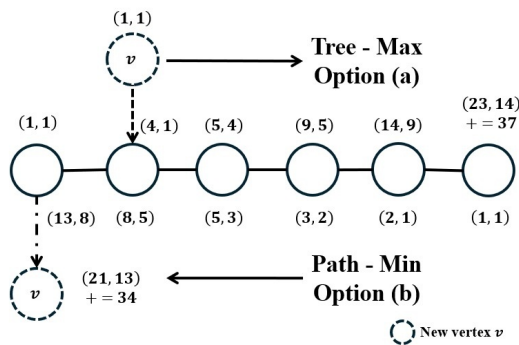 (1, 1)
v
Tree - Max
Option (a)
(1, 1)
(4, 1)
(5, 4)
(9, 5)
(14, 9)
(23, 14)
+ = 37
(13, 8)
(8, 5)
(5, 3)
(3, 2)
(2, 1)
(1, 1)
v
(21, 13)
+ = 34
Path - Min
Option (b)
New vertex v